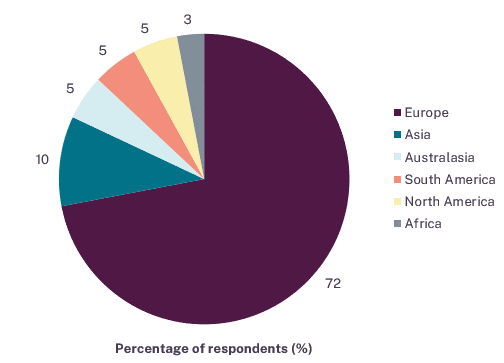 3
5
5
5
10
72
Europe
Asia
Australasia
South America
North America
Africa
Percentage of respondents (%)